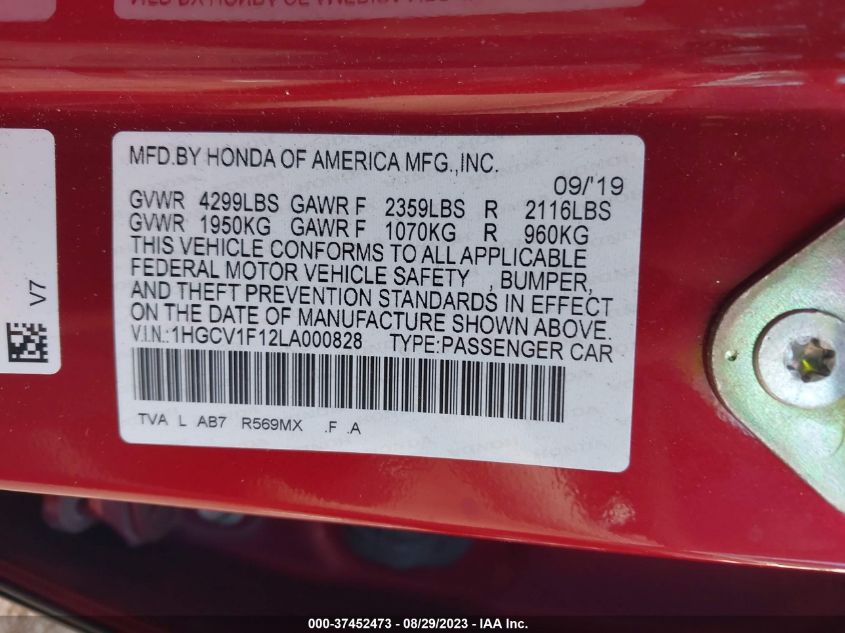 MFD.BY HONDA OF AMERICA MFG.,INC.
09/'19
GVWR 4299LBS GAWR F 2359LBS R 2116LBS
GVWR 1950KG GAWR F 1070KG R 960KG
THIS VEHICLE CONFORMS TO ALL APPLICABLE
FEDERAL MOTOR VEHICLE SAFETY , BUMPER,
AND THEFT PREVENTION STANDARDS IN EFFECT
ON THE DATE OF MANUFACTURE SHOWN ABOVE.
V.I.N.:1HGCV1F12LA000828 TYPE:PASSENGER CAR
TVA L AB7 R569MX .F .A
V7
000-37452473 - 08/29/2023 - IAA Inc.